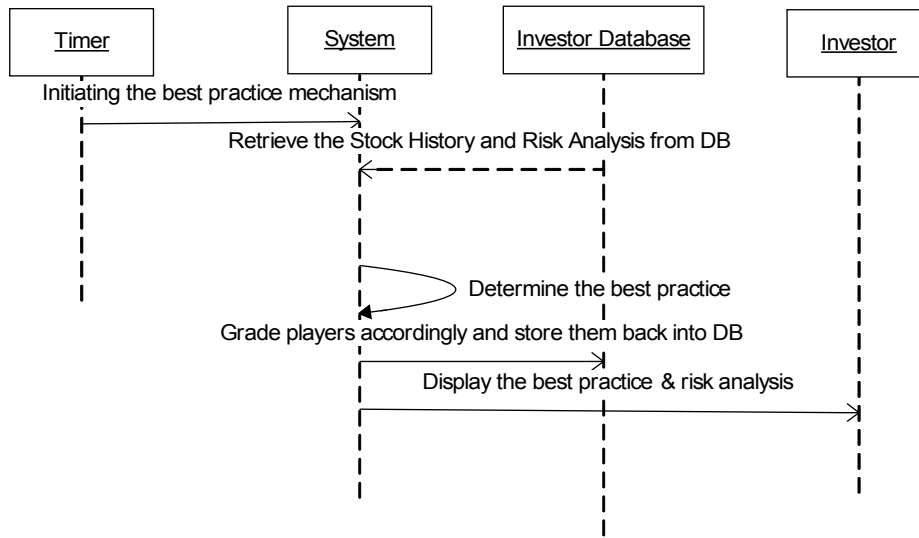 Timer
System
Investor Database
Investor
Initiating the best practice mechanism
Retrieve the Stock History and Risk Analysis from DB
Determine the best practice
Grade players accordingly and store them back into DB
Display the best practice & risk analysis